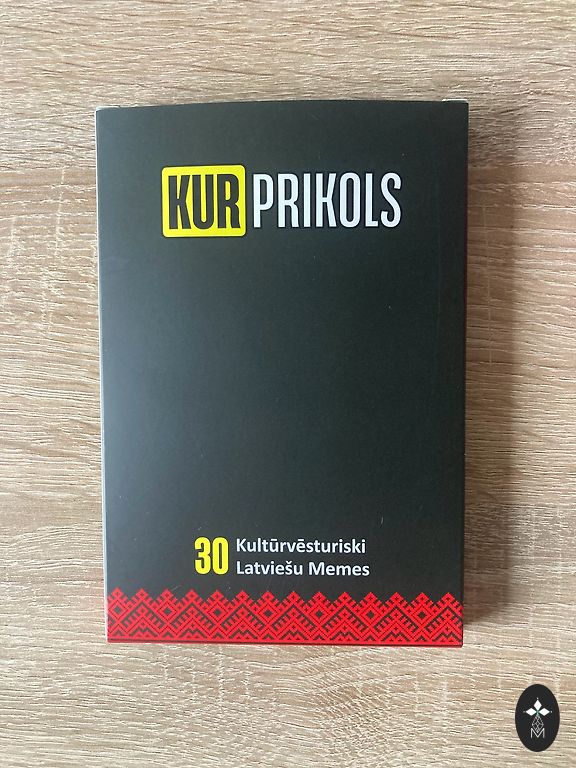 KUR PRIKOLS
30 Kultūrvēsturiski
Latviešu Memes